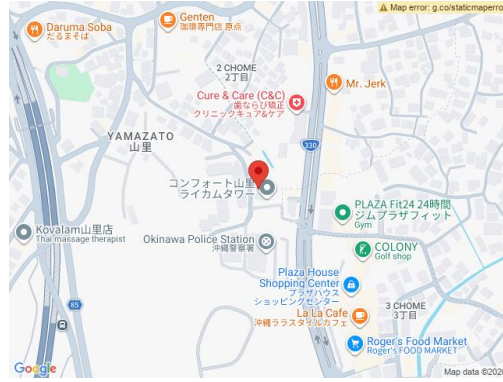 Map error: g.co/staticmaperro
Daruma Soba
だるまそば
Genten
珈琲専門店 原点
2 CHOME
2丁目
Mr. Jerk
Cure & Care (C&C)
歯ならび矯正
クリニックキュア&ケア
YAMAZATO
山里
330
コンフォート山里
ライカムタワー
PLAZA Fit24 24時間
ジムプラザフィット
Gym
Kovalam山里店
Thai massage therapist
Okinawa Police Station
沖縄警察署
COLONY
Golf shop
Plaza House
Shopping Center
プラザハウス
ショッピングセンター
85
3 CHOME
3丁目
La La Cafe
沖縄ララスタイルカフェ
Roger's Food Market
Roger's FOOD MARKET
Google
Map data ©202